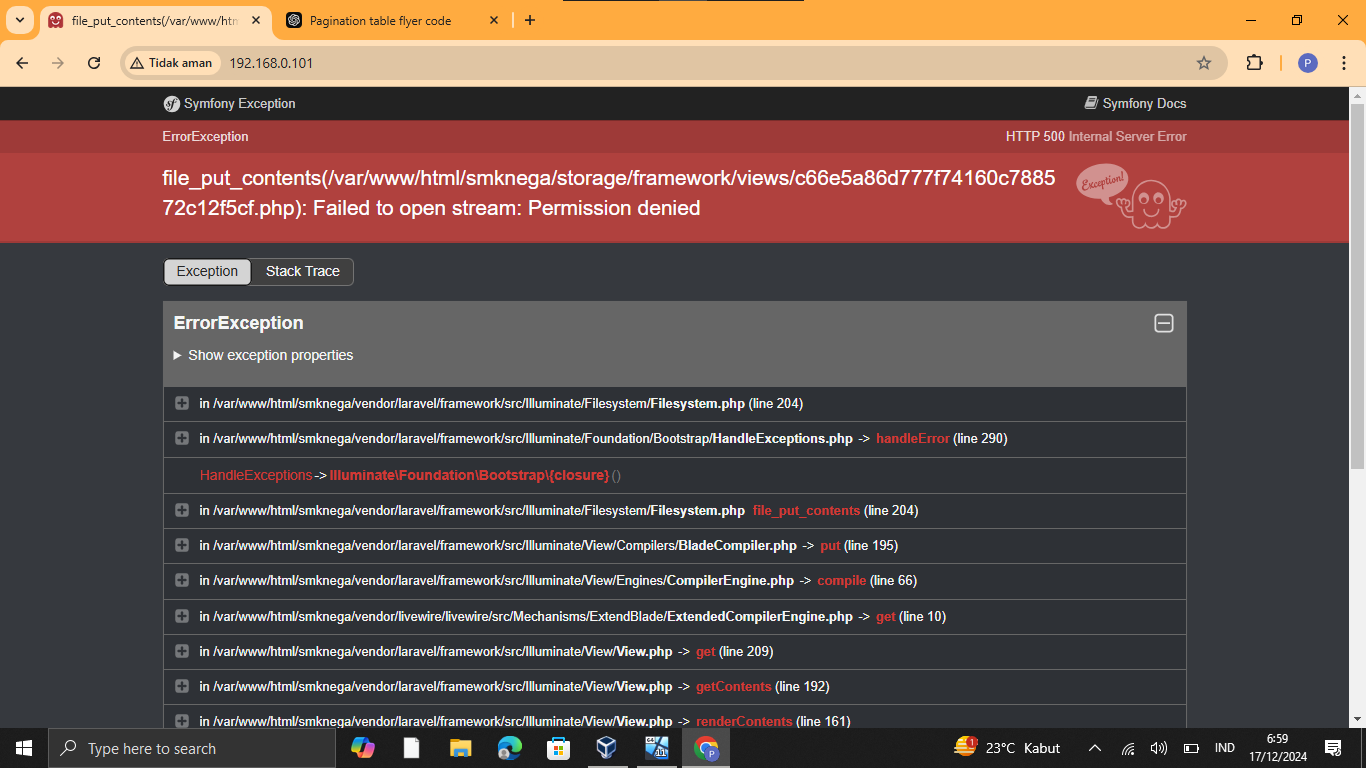 file_put_contents(/var/www/htm
Pagination table flyer code
Tidak aman
192.168.0.101
P
sf Symfony Exception
Symfony Docs
ErrorException
HTTP 500 Internal Server Error
file_put_contents(/var/www/html/smknega/storage/framework/views/c66e5a86d777f74160c7885
72c12f5cf.php): Failed to open stream: Permission denied
Exception!
Exception
Stack Trace
ErrorException
Show exception properties
in /var/www/html/smknega/vendor/laravel/framework/src/Illuminate/Filesystem/Filesystem.php (line 204)
in /var/www/html/smknega/vendor/laravel/framework/src/Illuminate/Foundation/Bootstrap/HandleExceptions.php -> handleError (line 290)
HandleExceptions->Illuminate\Foundation\Bootstrap\{closure}()
in /var/www/html/smknega/vendor/laravel/framework/src/Illuminate/Filesystem/Filesystem.php file_put_contents (line 204)
in /var/www/html/smknega/vendor/laravel/framework/src/Illuminate/View/Compilers/BladeCompiler.php -> put (line 195)
in /var/www/html/smknega/vendor/laravel/framework/src/Illuminate/View/Engines/CompilerEngine.php -> compile (line 66)
in /var/www/html/smknega/vendor/livewire/livewire/src/Mechanisms/ExtendBlade/ExtendedCompilerEngine.php -> get (line 10)
in /var/www/html/smknega/vendor/laravel/framework/src/Illuminate/View/View.php -> get (line 209)
in /var/www/html/smknega/vendor/laravel/framework/src/Illuminate/View/View.php -> getContents (line 192)
in /var/www/html/smknega/vendor/laravel/framework/src/Illuminate/View/View.php -> renderContents (line 161)
Type here to search
1
23°C Kabut
IND
6:59
17/12/2024